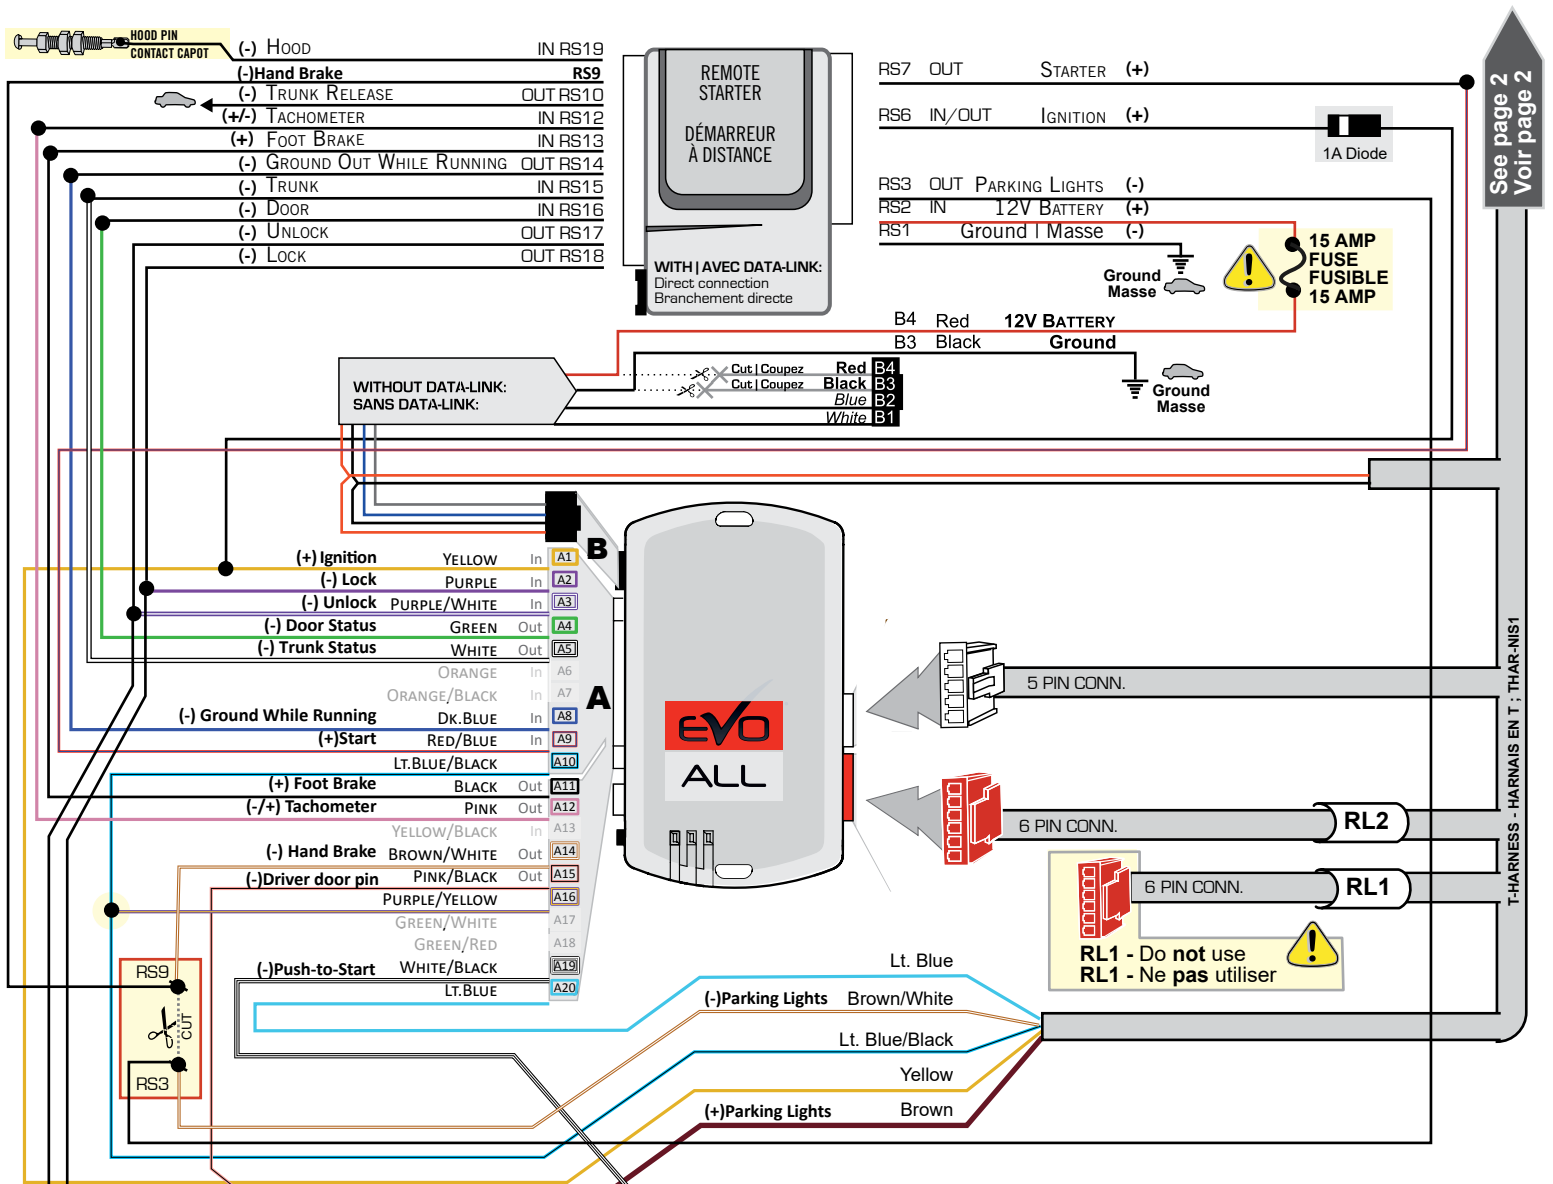 HOOD PIN
CONTACT CAPOT
(-) HOOD IN RS19
(-)Hand Brake RS9
(-) TRUNK RELEASE OUT RS10
(+/-) TACHOMETER IN RS12
(+) FOOT BRAKE IN RS13
(-) GROUND OUT WHILE RUNNING OUT RS14
(-) TRUNK IN RS15
(-) DOOR IN RS16
(-) UNLOCK OUT RS17
(-) LOCK OUT RS18
REMOTE
STARTER
DÉMARREUR
À DISTANCE
WITH | AVEC DATA-LINK:
Direct connection
Branchement directe
RS7 OUT STARTER (+)
RS6 IN/OUT IGNITION (+)
1A Diode
RS3 OUT PARKING LIGHTS (-)
RS2 IN 12V BATTERY (+)
RS1 Ground | Masse (-)
Ground
Masse
15 AMP
FUSE
FUSIBLE
15 AMP
See page 2
Voir page 2
B4 Red 12V BATTERY
B3 Black Ground
Ground
Masse
WITHOUT DATA-LINK:
SANS DATA-LINK:
Cut | Coupez Red B4
Cut | Coupez Black B3
Blue B2
White B1
B
A
(+) Ignition YELLOW In A1
(-) Lock PURPLE In A2
(-) Unlock PURPLE/WHITE In A3
(-) Door Status GREEN Out A4
(-) Trunk Status WHITE Out A5
ORANGE In A6
ORANGE/BLACK In A7
(-) Ground While Running DK.BLUE In A8
(+)Start RED/BLUE In A9
LT.BLUE/BLACK A10
(+) Foot Brake BLACK Out A11
(-/+) Tachometer PINK Out A12
YELLOW/BLACK In A13
(-) Hand Brake BROWN/WHITE Out A14
(-)Driver door pin PINK/BLACK Out A15
PURPLE/YELLOW A16
GREEN/WHITE A17
GREEN/RED A18
(-)Push-to-Start WHITE/BLACK A19
LT.BLUE A20
EVO
ALL
5 PIN CONN.
6 PIN CONN. RL2
6 PIN CONN. RL1
RL1 - Do not use
RL1 - Ne pas utiliser
T-HARNESS - HARNAIS EN T ; THAR-NIS1
RS9
CUT
RS3
Lt. Blue
(-)Parking Lights Brown/White
Lt. Blue/Black
Yellow
(+)Parking Lights Brown